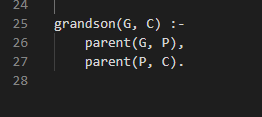 24
25 grandson(G, C) :-
26     parent(G, P),
27     parent(P, C).
28